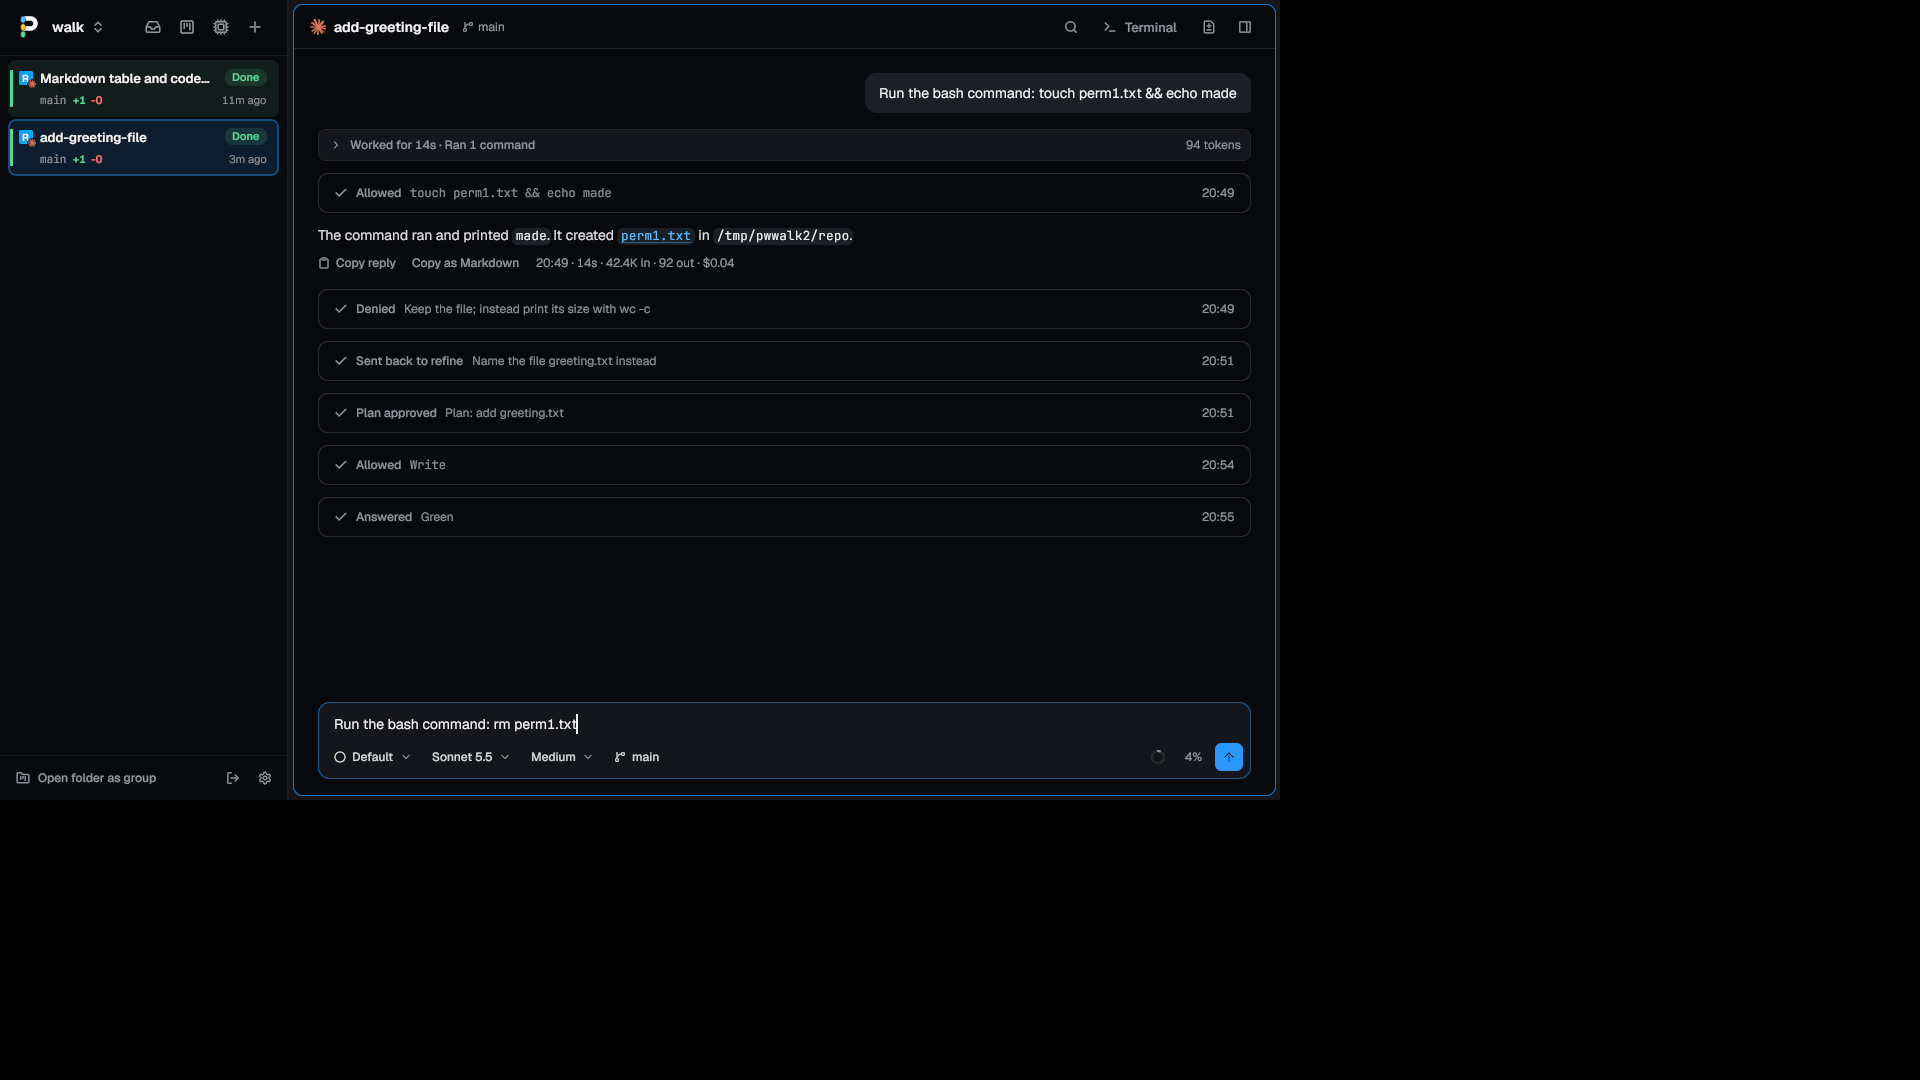 walk
Markdown table and code...
Done
main +1 -0
11m ago
add-greeting-file
Done
main +1 -0
3m ago
Open folder as group
add-greeting-file
main
Terminal
Run the bash command: touch perm1.txt && echo made
Worked for 14s · Ran 1 command
94 tokens
Allowed touch perm1.txt && echo made
20:49
The command ran and printed made. It created perm1.txt in /tmp/pwwalk2/repo.
Copy reply
Copy as Markdown
20:49 · 14s · 42.4K in · 92 out · $0.04
Denied Keep the file; instead print its size with wc -c
20:49
Sent back to refine Name the file greeting.txt instead
20:51
Plan approved Plan: add greeting.txt
20:51
Allowed Write
20:54
Answered Green
20:55
Run the bash command: rm perm1.txt
Default
Sonnet 5.5
Medium
main
4%